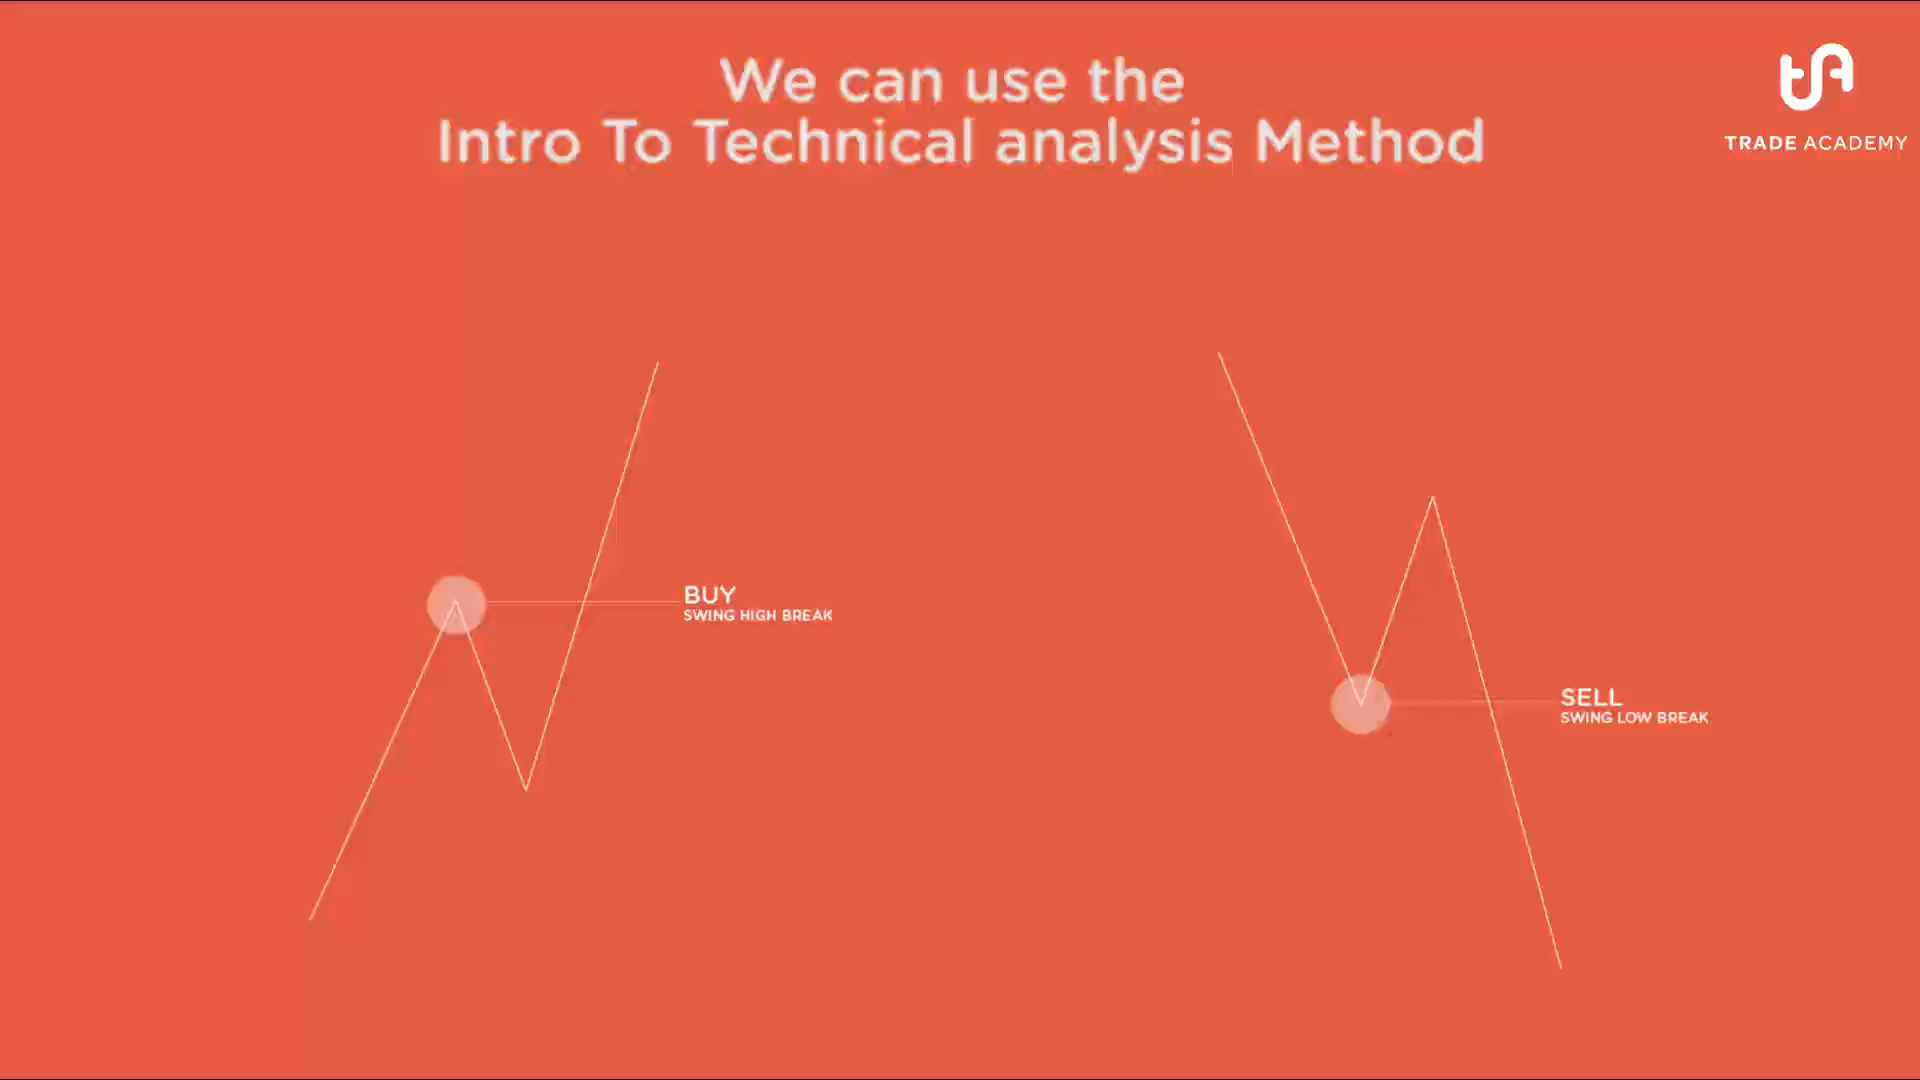 We can use the
Intro To Technical analysis Method
TRADE ACADEMY
BUY
SWING HIGH BREAK
SELL
SWING LOW BREAK